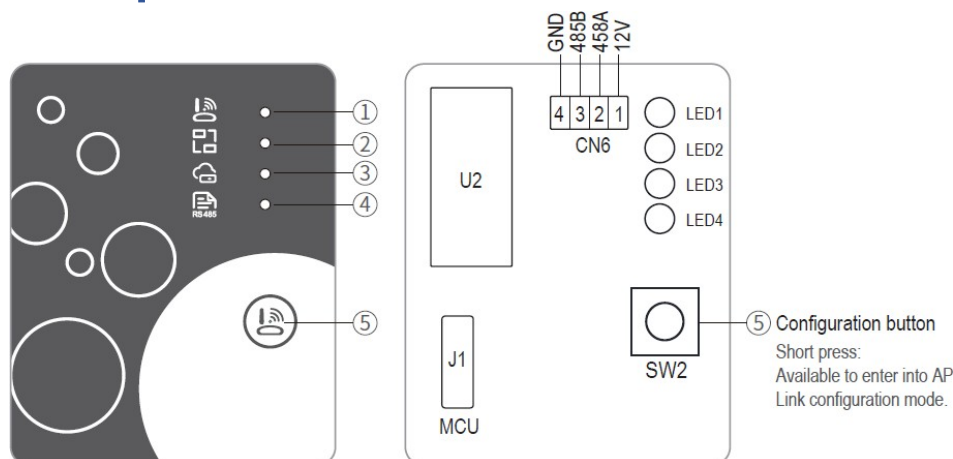 GND
485B
458A
12V
4 3 2 1
CN6
LED1
LED2
LED3
LED4
U2
①
②
③
④
RS485
⑤
⑤ Configuration button
Short press:
Available to enter into AP
Link configuration mode.
SW2
J1
MCU